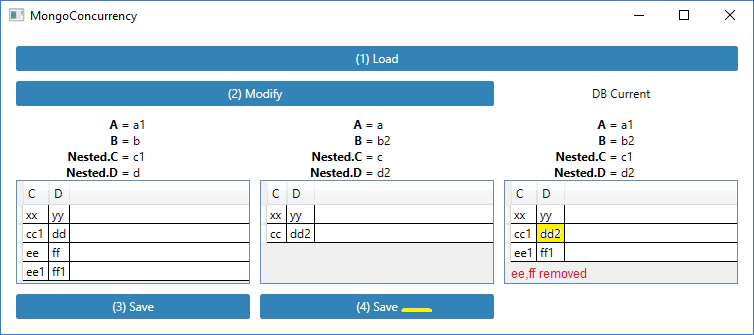 MongoConcurrency
(1) Load
(2) Modify
DB Current
A = a1
B = b
Nested.C = c1
Nested.D = d
C D
xx yy
cc1 dd
ee ff
ee1 ff1
(3) Save
A = a
B = b2
Nested.C = c
Nested.D = d2
C D
xx yy
cc dd2
(4) Save
A = a1
B = b2
Nested.C = c1
Nested.D = d2
C D
xx yy
cc1 dd2
ee1 ff1
ee,ff removed